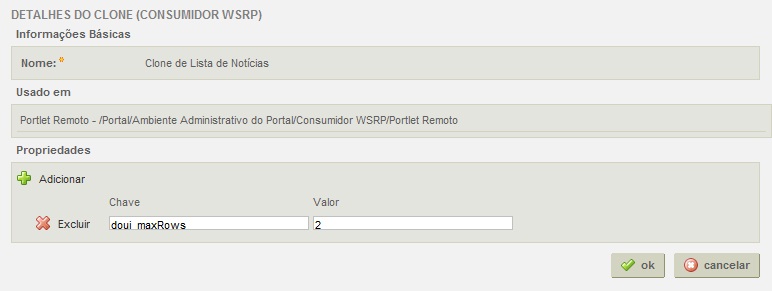 DETALHES DO CLONE (CONSUMIDOR WSRP)
Informações Básicas
Nome:* Clone de Lista de Notícias
Usado em
Portlet Remoto - /Portal/Ambiente Administrativo do Portal/Consumidor WSRP/Portlet Remoto
Propriedades
Adicionar
Chave Valor
Excluir doui_maxRows 2
ok cancelar